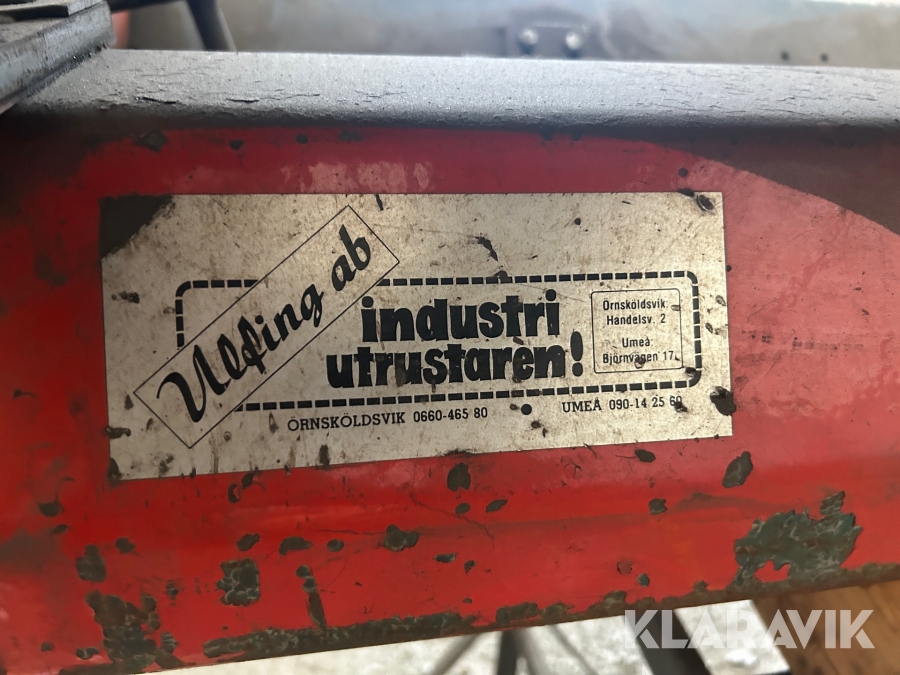 Ulfing ab
industri
utrustaren!
Örnsköldsvik:
Handelsv. 2
Umeå
Björnvägen 17
ÖRNSKÖLDSVIK 0660-465 80
UMEÅ 090-14 25 60
KLARAVIK